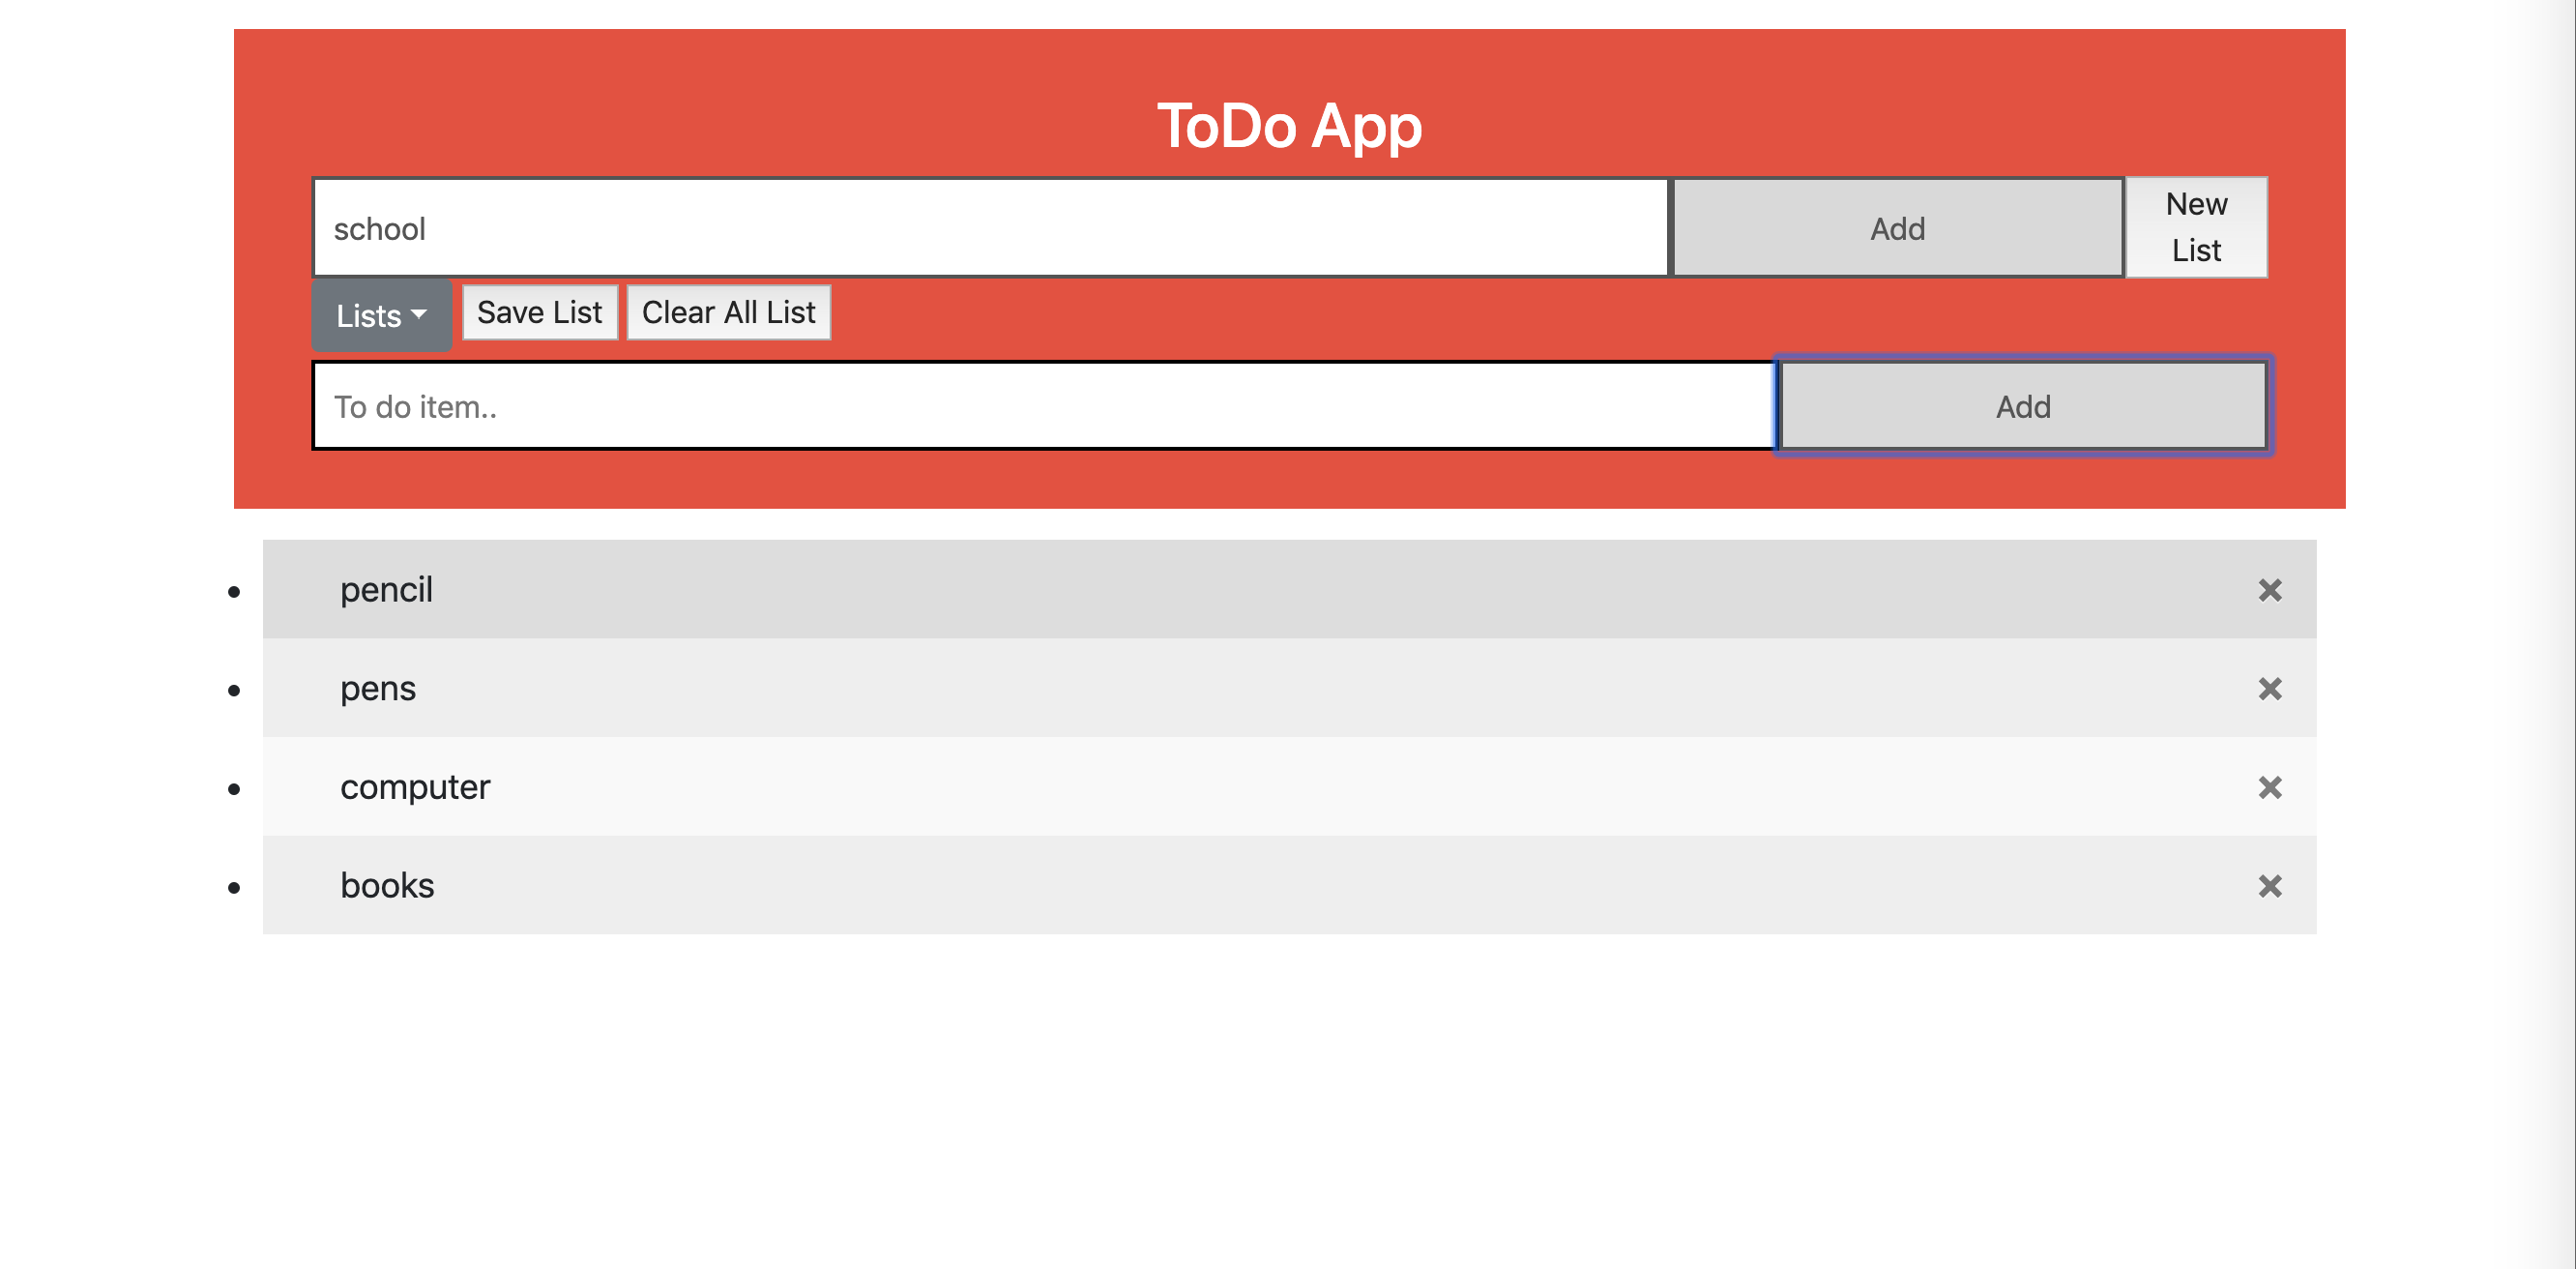 ToDo App
school
Add
New
List
Lists
Save List
Clear All List
To do item..
Add
pencil
pens
computer
books